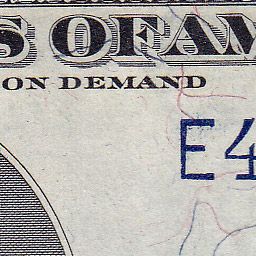 S OF AM
ON DEMAND
E4